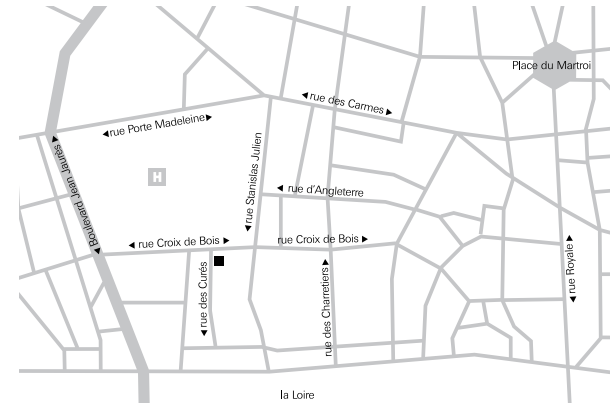 Place du Martroi
rue des Carmes
rue Porte Madeleine
Boulevard Jean Jaurès
H
rue Stanislas Julien
rue d'Angleterre
rue Croix de Bois
rue Croix de Bois
rue des Curés
rue des Charretiers
rue Royale
la Loire